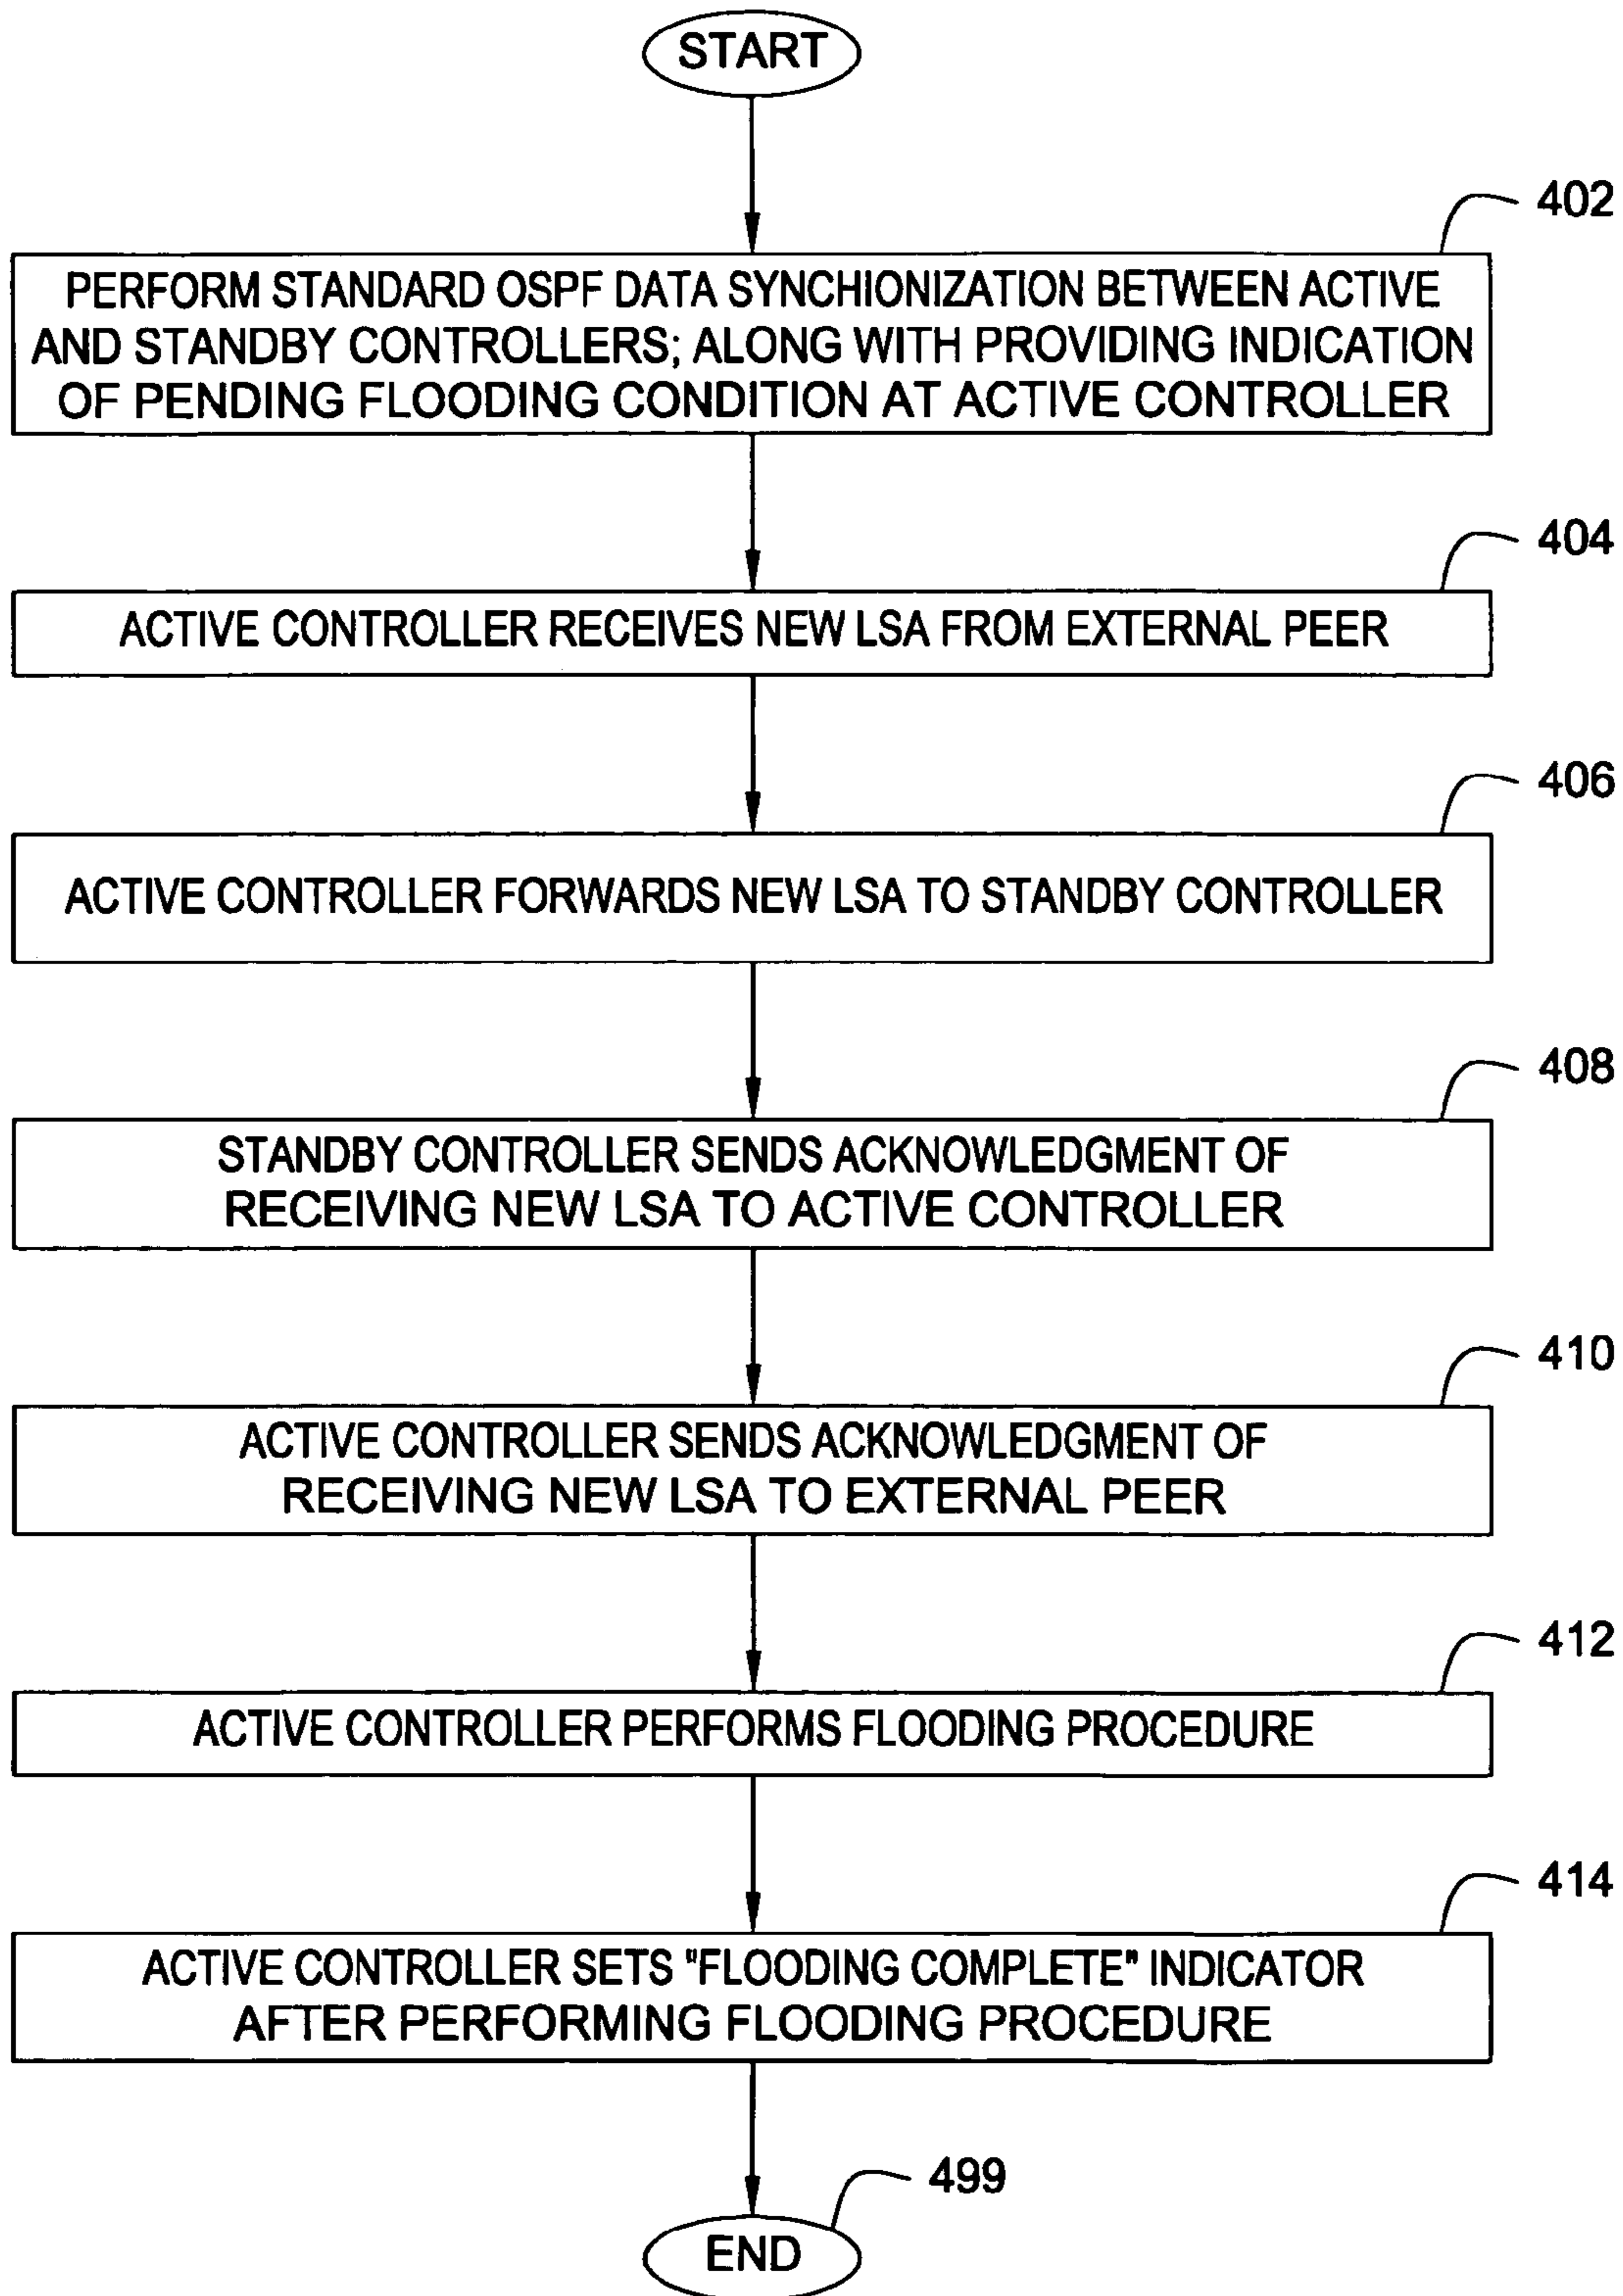 START
402
PERFORM STANDARD OSPF DATA SYNCHIONIZATION BETWEEN ACTIVE
AND STANDBY CONTROLLERS; ALONG WITH PROVIDING INDICATION
OF PENDING FLOODING CONDITION AT ACTIVE CONTROLLER
404
ACTIVE CONTROLLER RECEIVES NEW LSA FROM EXTERNAL PEER
406
ACTIVE CONTROLLER FORWARDS NEW LSA TO STANDBY CONTROLLER
408
STANDBY CONTROLLER SENDS ACKNOWLEDGMENT OF
RECEIVING NEW LSA TO ACTIVE CONTROLLER
410
ACTIVE CONTROLLER SENDS ACKNOWLEDGMENT OF
RECEIVING NEW LSA TO EXTERNAL PEER
412
ACTIVE CONTROLLER PERFORMS FLOODING PROCEDURE
414
ACTIVE CONTROLLER SETS "FLOODING COMPLETE" INDICATOR
AFTER PERFORMING FLOODING PROCEDURE
499
END